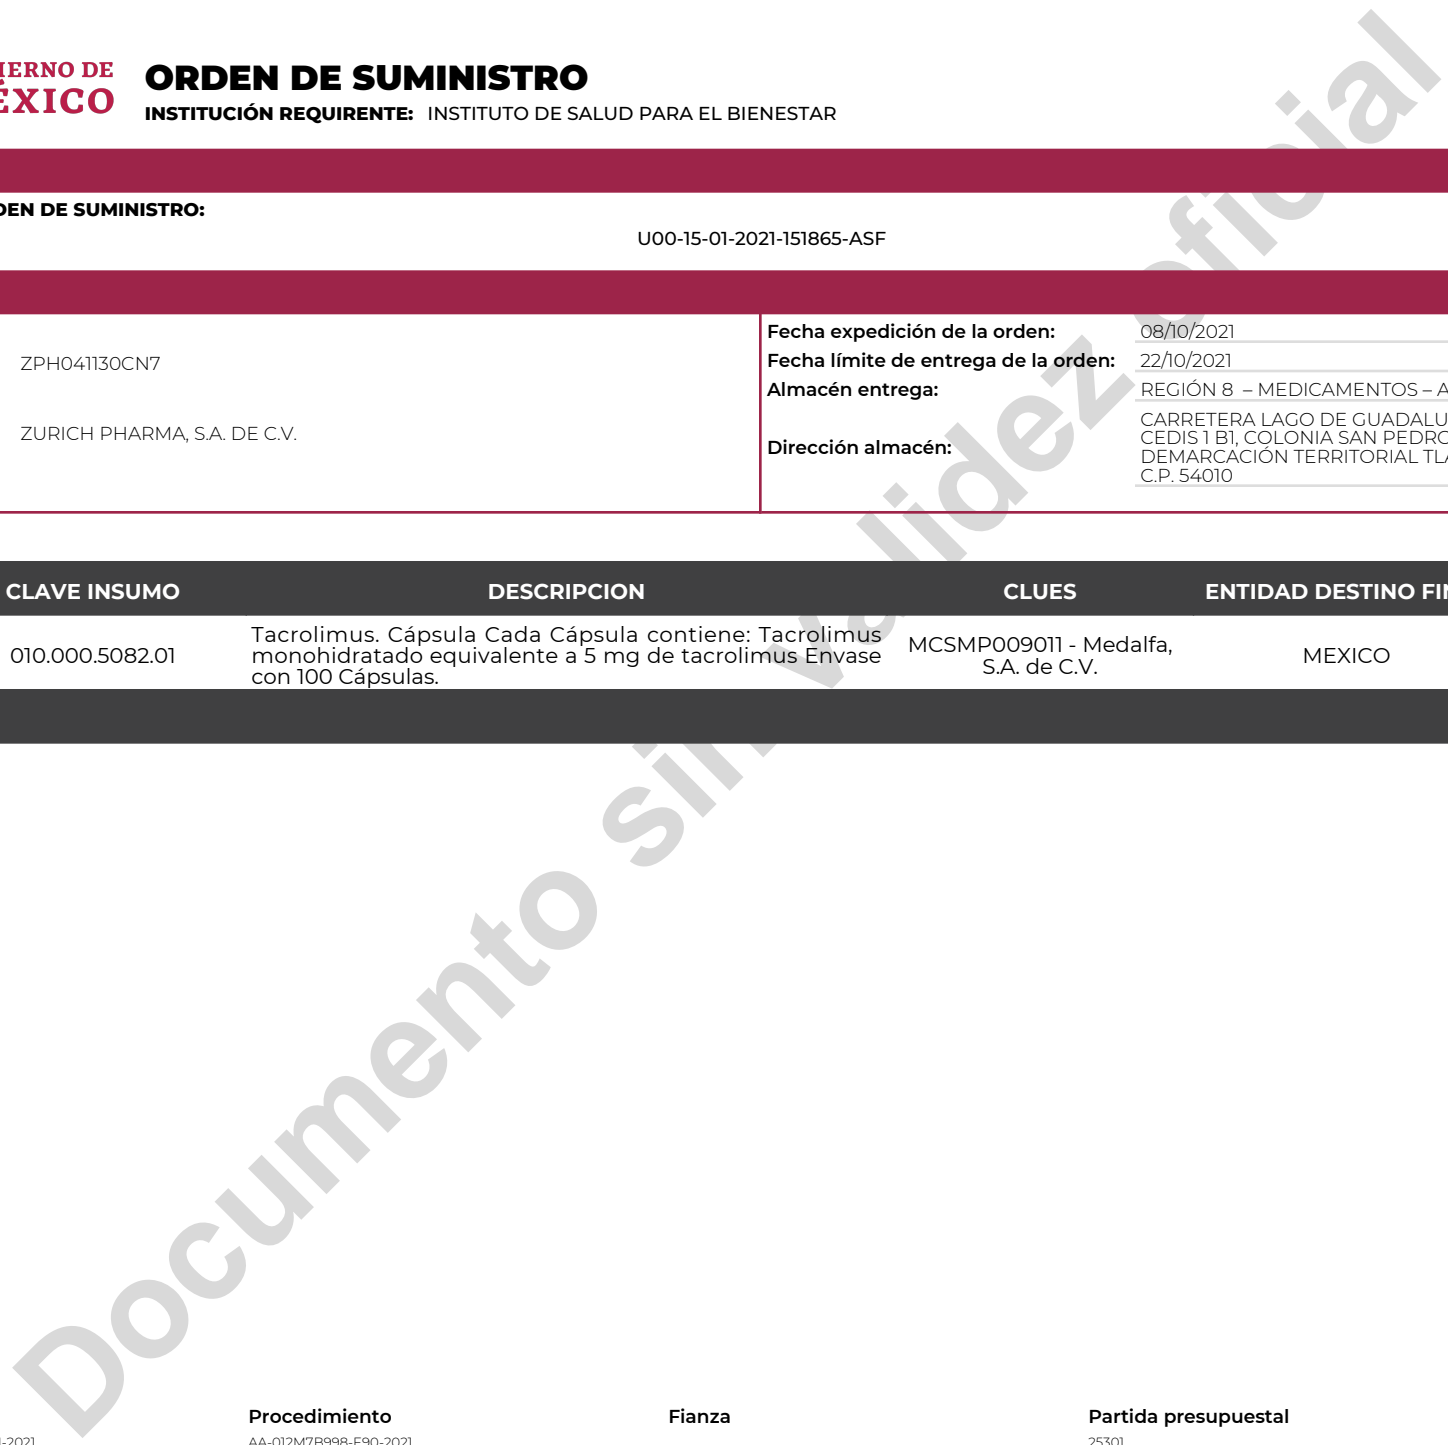 IERNO DE
ÉXICO
ORDEN DE SUMINISTRO
INSTITUCIÓN REQUIRENTE: INSTITUTO DE SALUD PARA EL BIENESTAR
DEN DE SUMINISTRO:
U00-15-01-2021-151865-ASF
ZPH041130CN7
ZURICH PHARMA, S.A. DE C.V.
Fecha expedición de la orden: 08/10/2021
Fecha límite de entrega de la orden: 22/10/2021
Almacén entrega: REGIÓN 8 – MEDICAMENTOS – A
Dirección almacén: CARRETERA LAGO DE GUADALU
CEDIS 1 B1, COLONIA SAN PEDRO
DEMARCACIÓN TERRITORIAL TLA
C.P. 54010
CLAVE INSUMO DESCRIPCION CLUES ENTIDAD DESTINO FIN
010.000.5082.01
Tacrolimus. Cápsula Cada Cápsula contiene: Tacrolimus
monohidratado equivalente a 5 mg de tacrolimus Envase
con 100 Cápsulas.
MCSMP009011 - Medalfa,
S.A. de C.V.
MEXICO
Documento sin validez oficial
Procedimiento Fianza Partida presupuestal
-2021 AA-012M7B998-E90-2021 25301